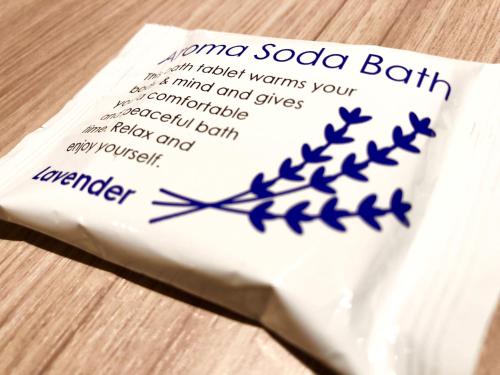 Aroma Soda Bath
This bath tablet warms your
body & mind and gives
you a comfortable
and peaceful bath
time. Relax and
enjoy yourself.
Lavender